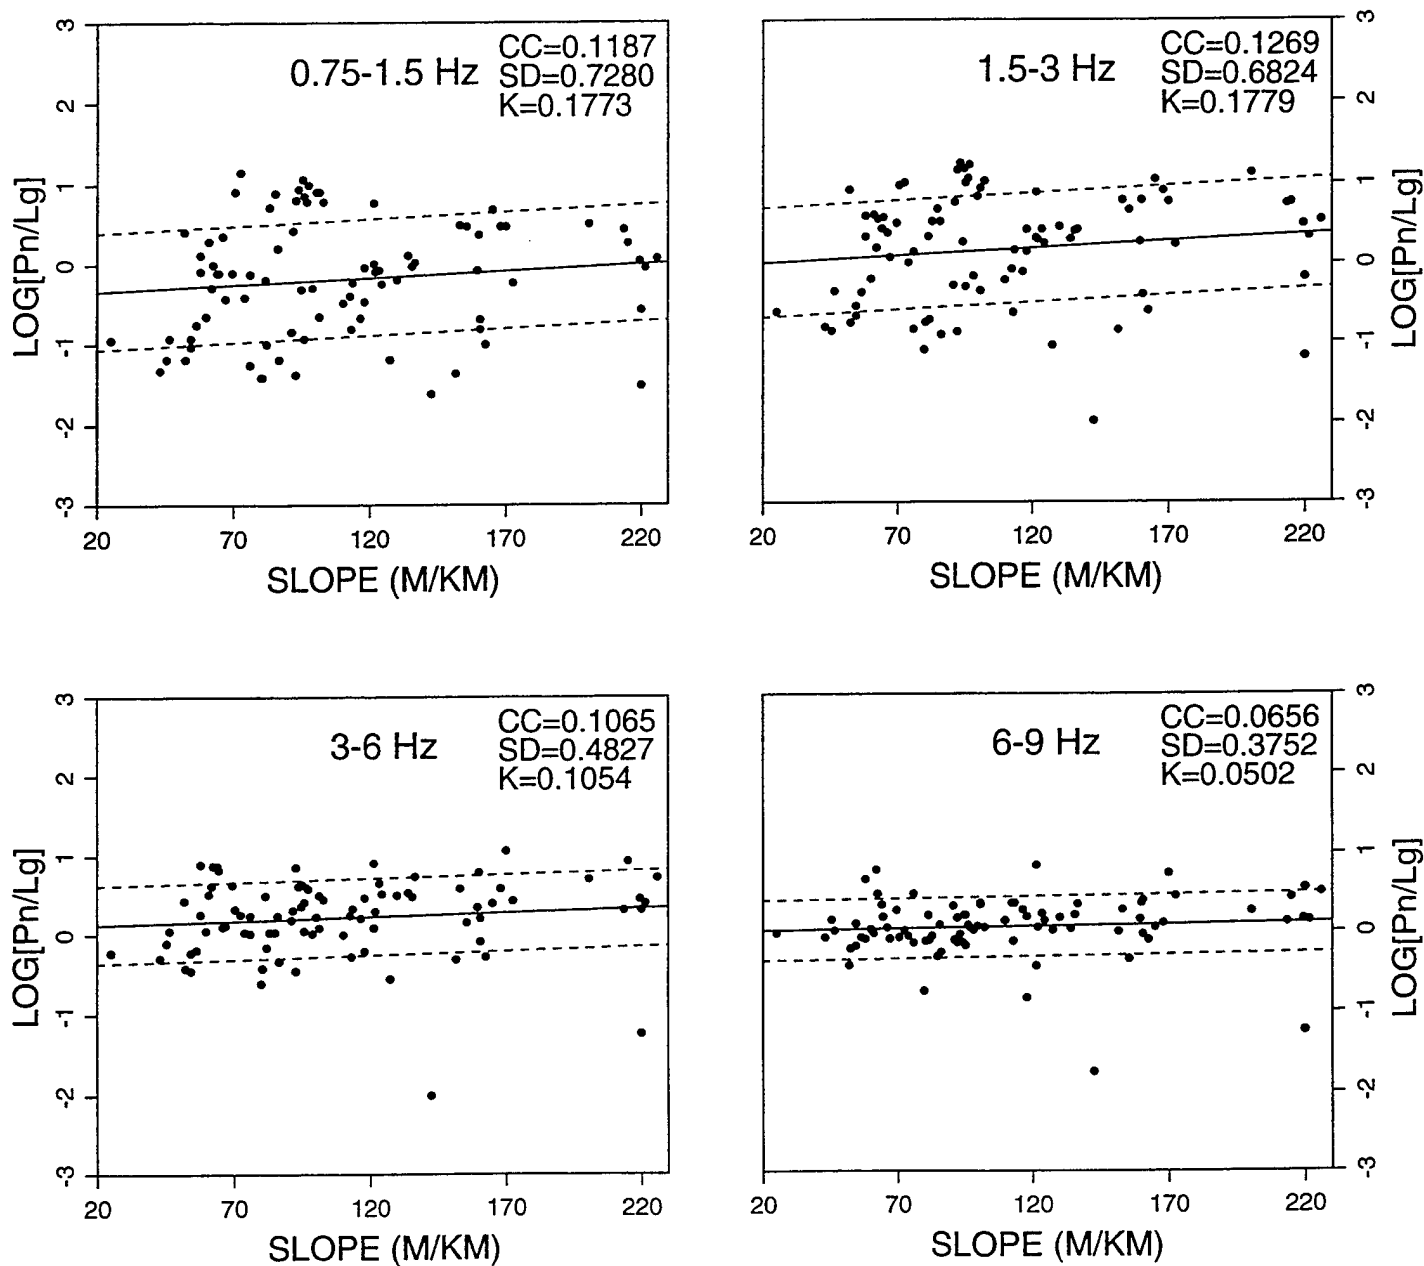 0.75-1.5 Hz
CC=0.1187
SD=0.7280
K=0.1773
LOG[Pn/Lg]
3
2
1
0
-1
-2
-3
20 70 120 170 220
SLOPE (M/KM)
1.5-3 Hz
CC=0.1269
SD=0.6824
K=0.1779
3
2
1
0
-1
-2
-3
LOG[Pn/Lg]
20 70 120 170 220
SLOPE (M/KM)
3-6 Hz
CC=0.1065
SD=0.4827
K=0.1054
LOG[Pn/Lg]
3
2
1
0
-1
-2
-3
20 70 120 170 220
SLOPE (M/KM)
6-9 Hz
CC=0.0656
SD=0.3752
K=0.0502
3
2
1
0
-1
-2
-3
LOG[Pn/Lg]
20 70 120 170 220
SLOPE (M/KM)